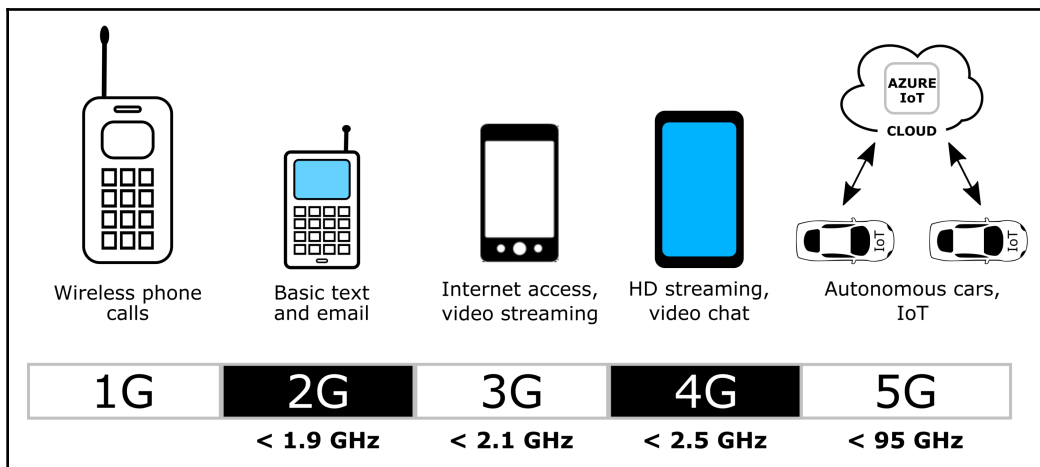 AZURE
IoT
CLOUD
IoT
IoT
Wireless phone
calls
Basic text
and email
Internet access,
video streaming
HD streaming,
video chat
Autonomous cars,
IoT
1G
2G
3G
4G
5G
< 1.9 GHz
< 2.1 GHz
< 2.5 GHz
< 95 GHz